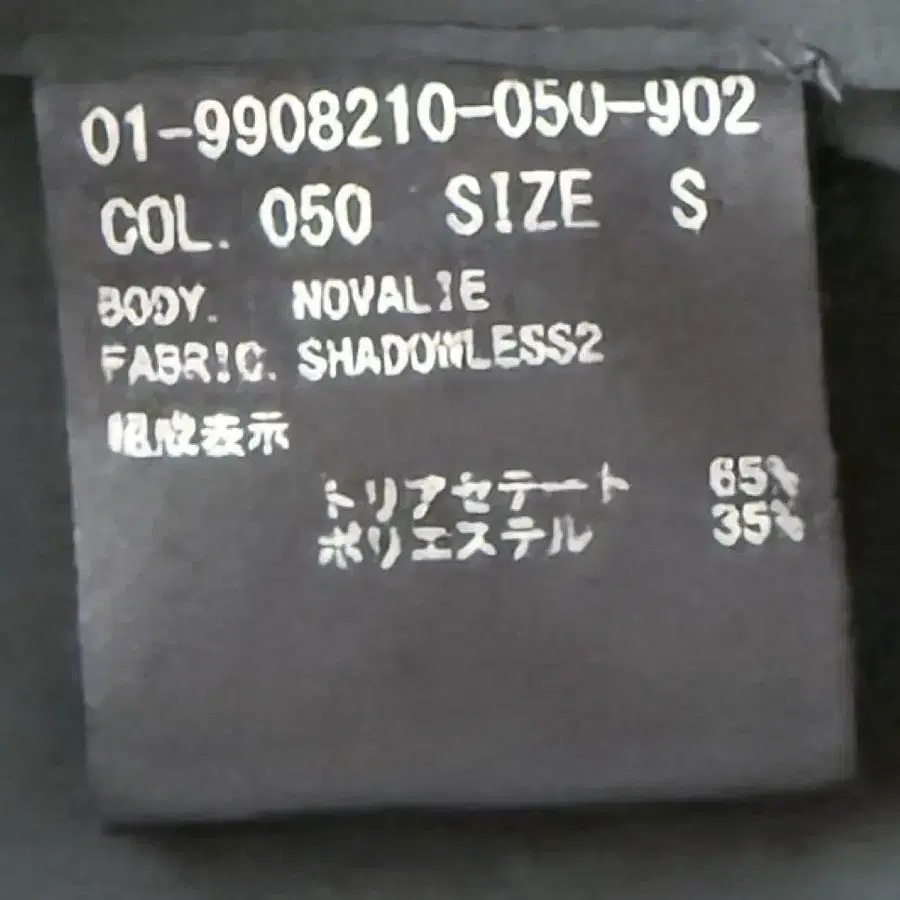 01-9908210-050-902
COL. 050 SIZE S
BODY. NOVALIE
FABRIC. SHADOWLESS2
組成表示
トリアセテート 65%
ポリエステル 35%